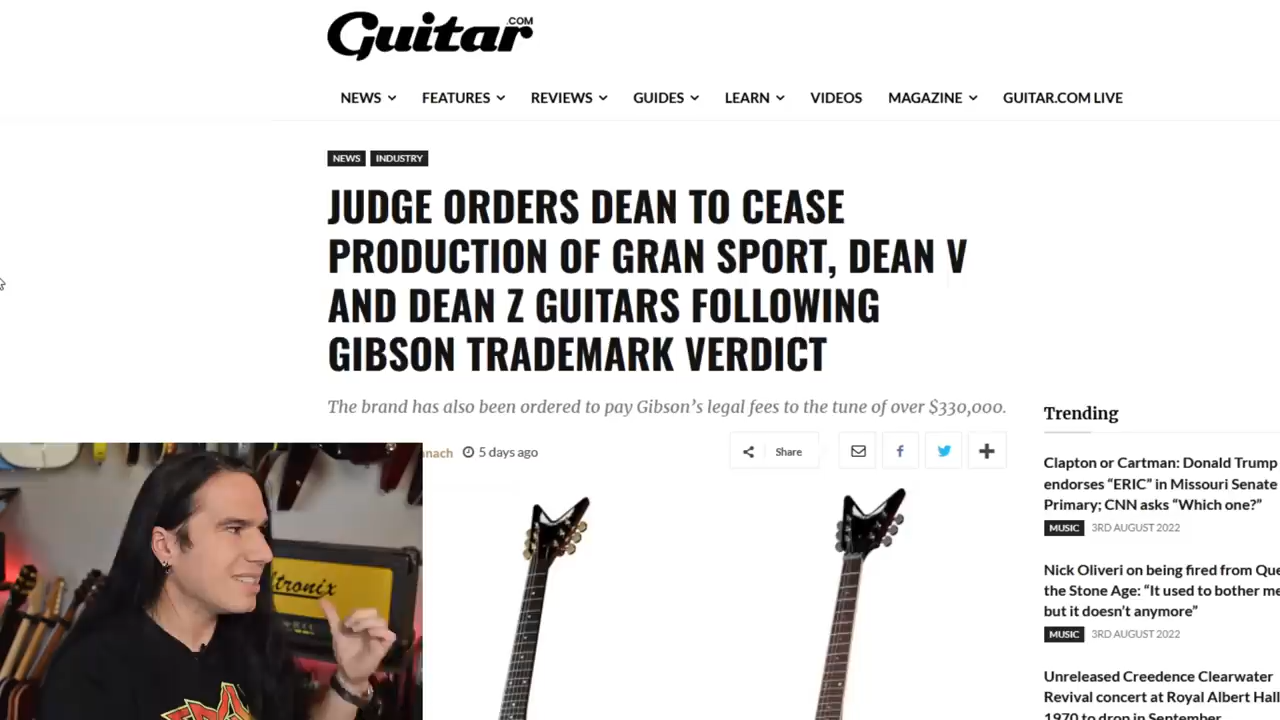 Guitar.COM
NEWS FEATURES REVIEWS GUIDES LEARN VIDEOS MAGAZINE GUITAR.COM LIVE
NEWS INDUSTRY
JUDGE ORDERS DEAN TO CEASE
PRODUCTION OF GRAN SPORT, DEAN V
AND DEAN Z GUITARS FOLLOWING
GIBSON TRADEMARK VERDICT
The brand has also been ordered to pay Gibson's legal fees to the tune of over $330,000.
5 days ago
Share
Trending
Clapton or Cartman: Donald Trump
endorses “ERIC” in Missouri Senate
Primary; CNN asks “Which one?”
MUSIC 3RD AUGUST 2022
Nick Oliveri on being fired from
the Stone Age: “It used to bother
but it doesn’t anymore”
MUSIC 3RD AUGUST 2022
Unreleased Creedence Clearwater
Revival concert at Royal Albert Hall
1970 to drop in September